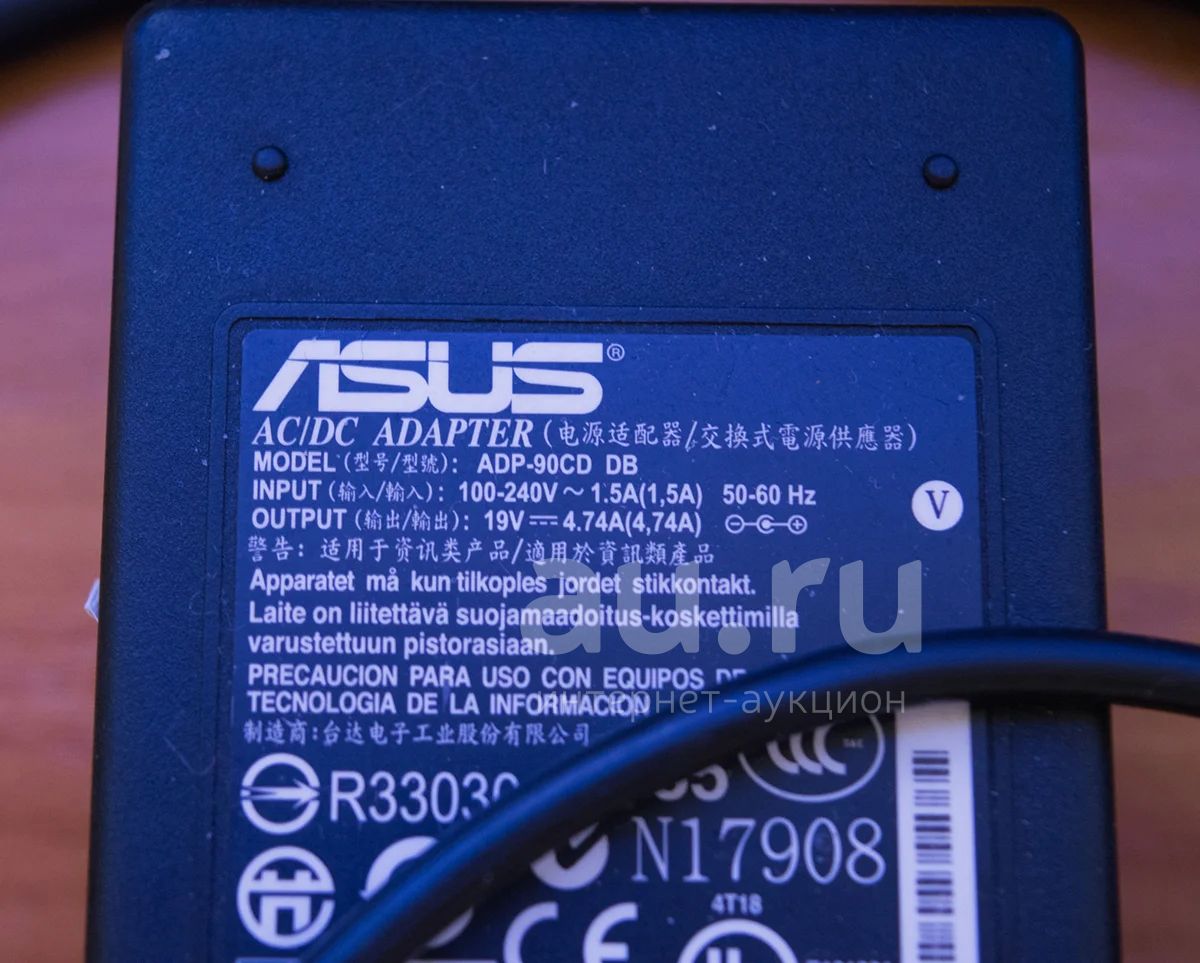 ASUS®
AC/DC ADAPTER (电源适配器/交換式電源供應器)
MODEL (型号/型號): ADP-90CD DB
INPUT (输入/輸入): 100-240V ~ 1.5A(1,5A) 50-60 Hz
OUTPUT (输出/輸出): 19V 4.74A(4,74A)
V
警告: 适用于资讯类产品/適用於資訊類產品
Apparatet må kun tilkoples jordet stikkontakt.
Laite on liitettävä suojamaadoitus-koskettimilla
varustettuun pistorasiaan.
au.ru
PRECAUCION PARA USO CON EQUIPOS DE
TECNOLOGIA DE LA INFORMACION
интернет-аукцион
制造商:台达电子工业股份有限公司
R33030
N17908
4T18
CE